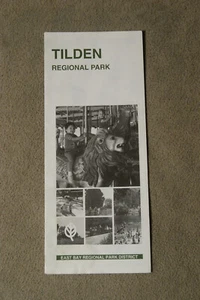 TILDEN
REGIONAL PARK
EAST BAY REGIONAL PARK DISTRICT